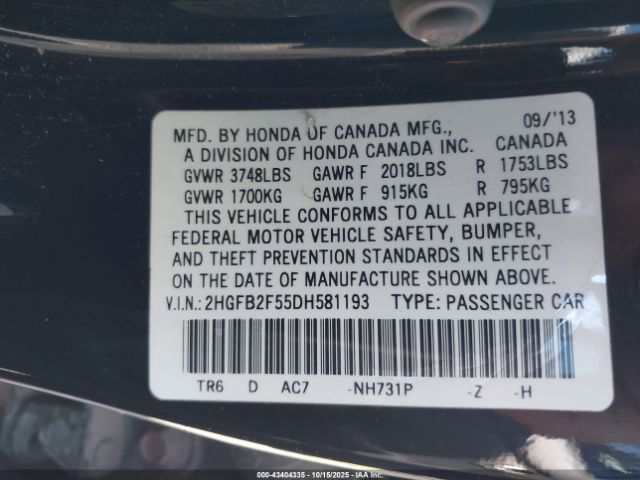 09/'13
MFD. BY HONDA OF CANADA MFG., CANADA
A DIVISION OF HONDA CANADA INC.
GVWR 3748LBS GAWR F 2018LBS R 1753LBS
GVWR 1700KG GAWR F 915KG R 795KG
THIS VEHICLE CONFORMS TO ALL APPLICABLE
FEDERAL MOTOR VEHICLE SAFETY, BUMPER,
AND THEFT PREVENTION STANDARDS IN EFFECT
ON THE DATE OF MANUFACTURE SHOWN ABOVE.
V.I.N.: 2HGFB2F55DH581193 TYPE: PASSENGER CAR
TR6 D AC7 -NH731P -Z -H
© - 43404335 - 10/15/2025 - IAA Inc.